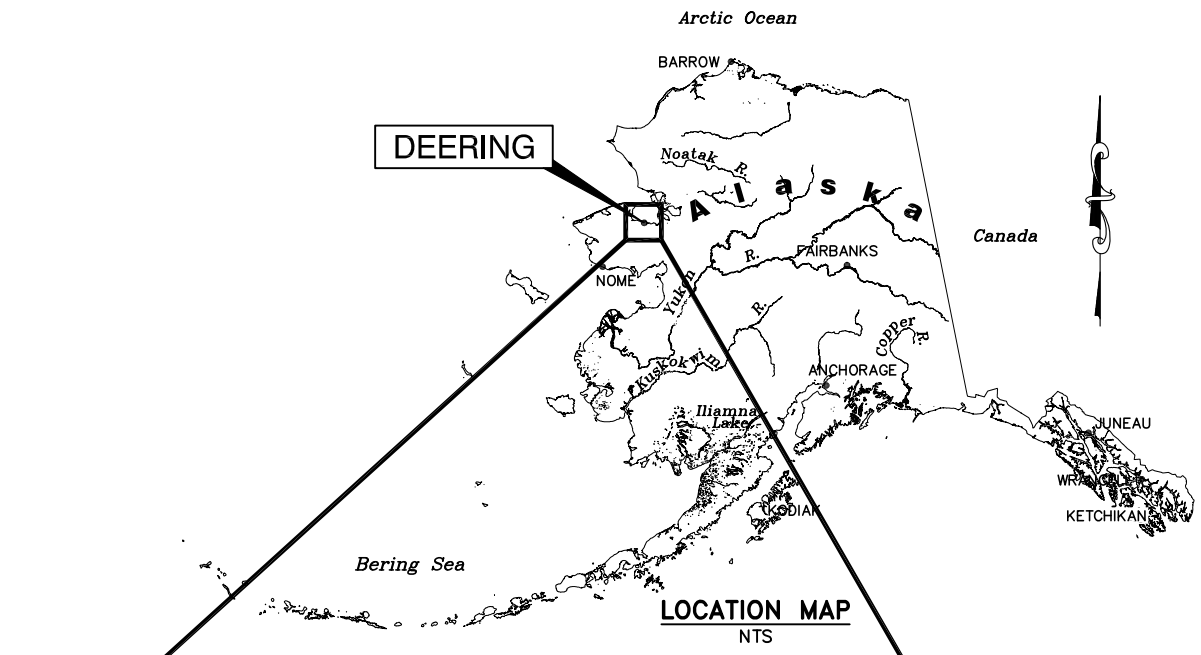 Arctic Ocean
BARROW
DEERING
Noatak R.
Alaska
Canada
FAIRBANKS
R.
NOME
Yukon
R.
Copper R.
Kuskokwim
ANCHORAGE
Iliamna
Lake
JUNEAU
WRANGELL
KODIAK
KETCHIKAN
Bering Sea
LOCATION MAP
NTS